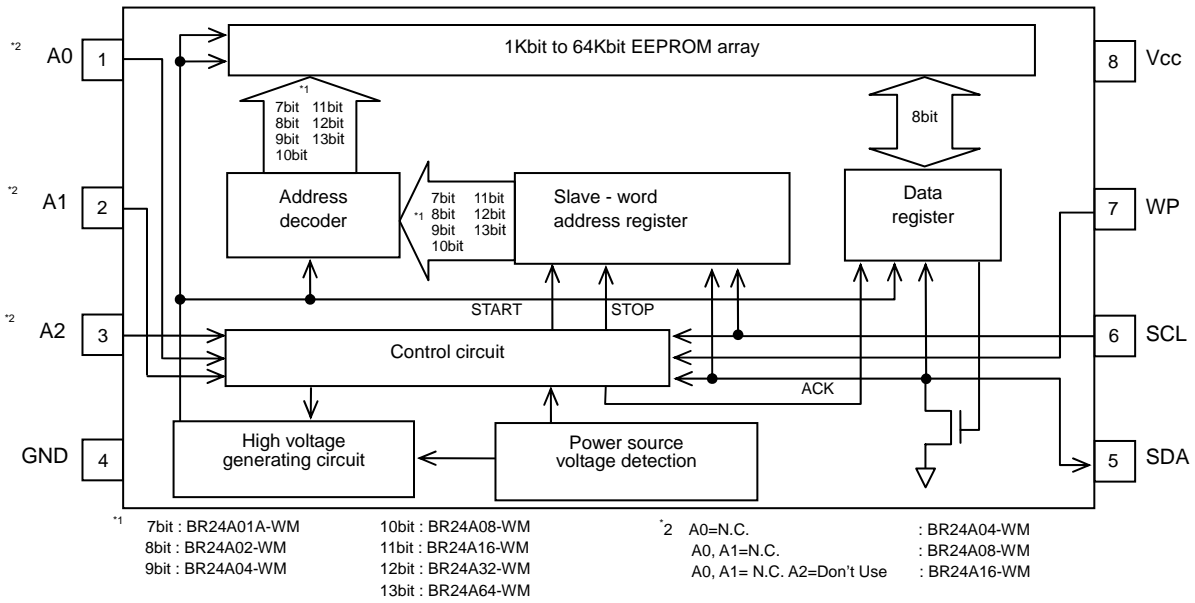 1Kbit to 64Kbit EEPROM array
*2 A0 1
8 Vcc
*1
7bit 11bit
8bit 12bit
9bit 13bit
10bit
8bit
*2 A1 2
Address
decoder
*1
7bit 11bit
8bit 12bit
9bit 13bit
10bit
Slave - word
address register
Data
register
7 WP
START STOP
*2 A2 3
Control circuit
6 SCL
ACK
GND 4
High voltage
generating circuit
Power source
voltage detection
5 SDA
*1 7bit : BR24A01A-WM
8bit : BR24A02-WM
9bit : BR24A04-WM
10bit : BR24A08-WM
11bit : BR24A16-WM
12bit : BR24A32-WM
13bit : BR24A64-WM
*2 A0=N.C. : BR24A04-WM
A0, A1=N.C. : BR24A08-WM
A0, A1= N.C. A2=Don't Use : BR24A16-WM